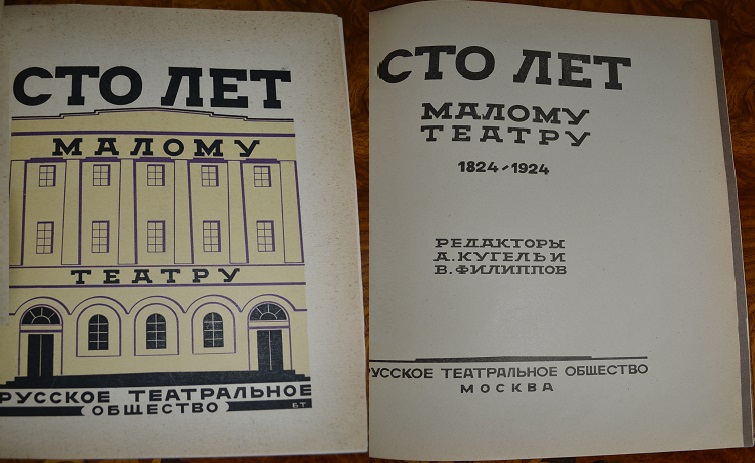 СТО ЛЕТ
МАЛОМУ
ТЕАТРУ
РУССКОЕ ТЕАТРАЛЬНОЕ
ОБЩЕСТВО
БТ
СТО ЛЕТ
МАЛОМУ
ТЕАТРУ
1824-1924
РЕДАКТОРЫ
А. КУГЕЛЬ И
В. ФИЛИППОВ
РУССКОЕ ТЕАТРАЛЬНОЕ ОБЩЕСТВО
МОСКВА